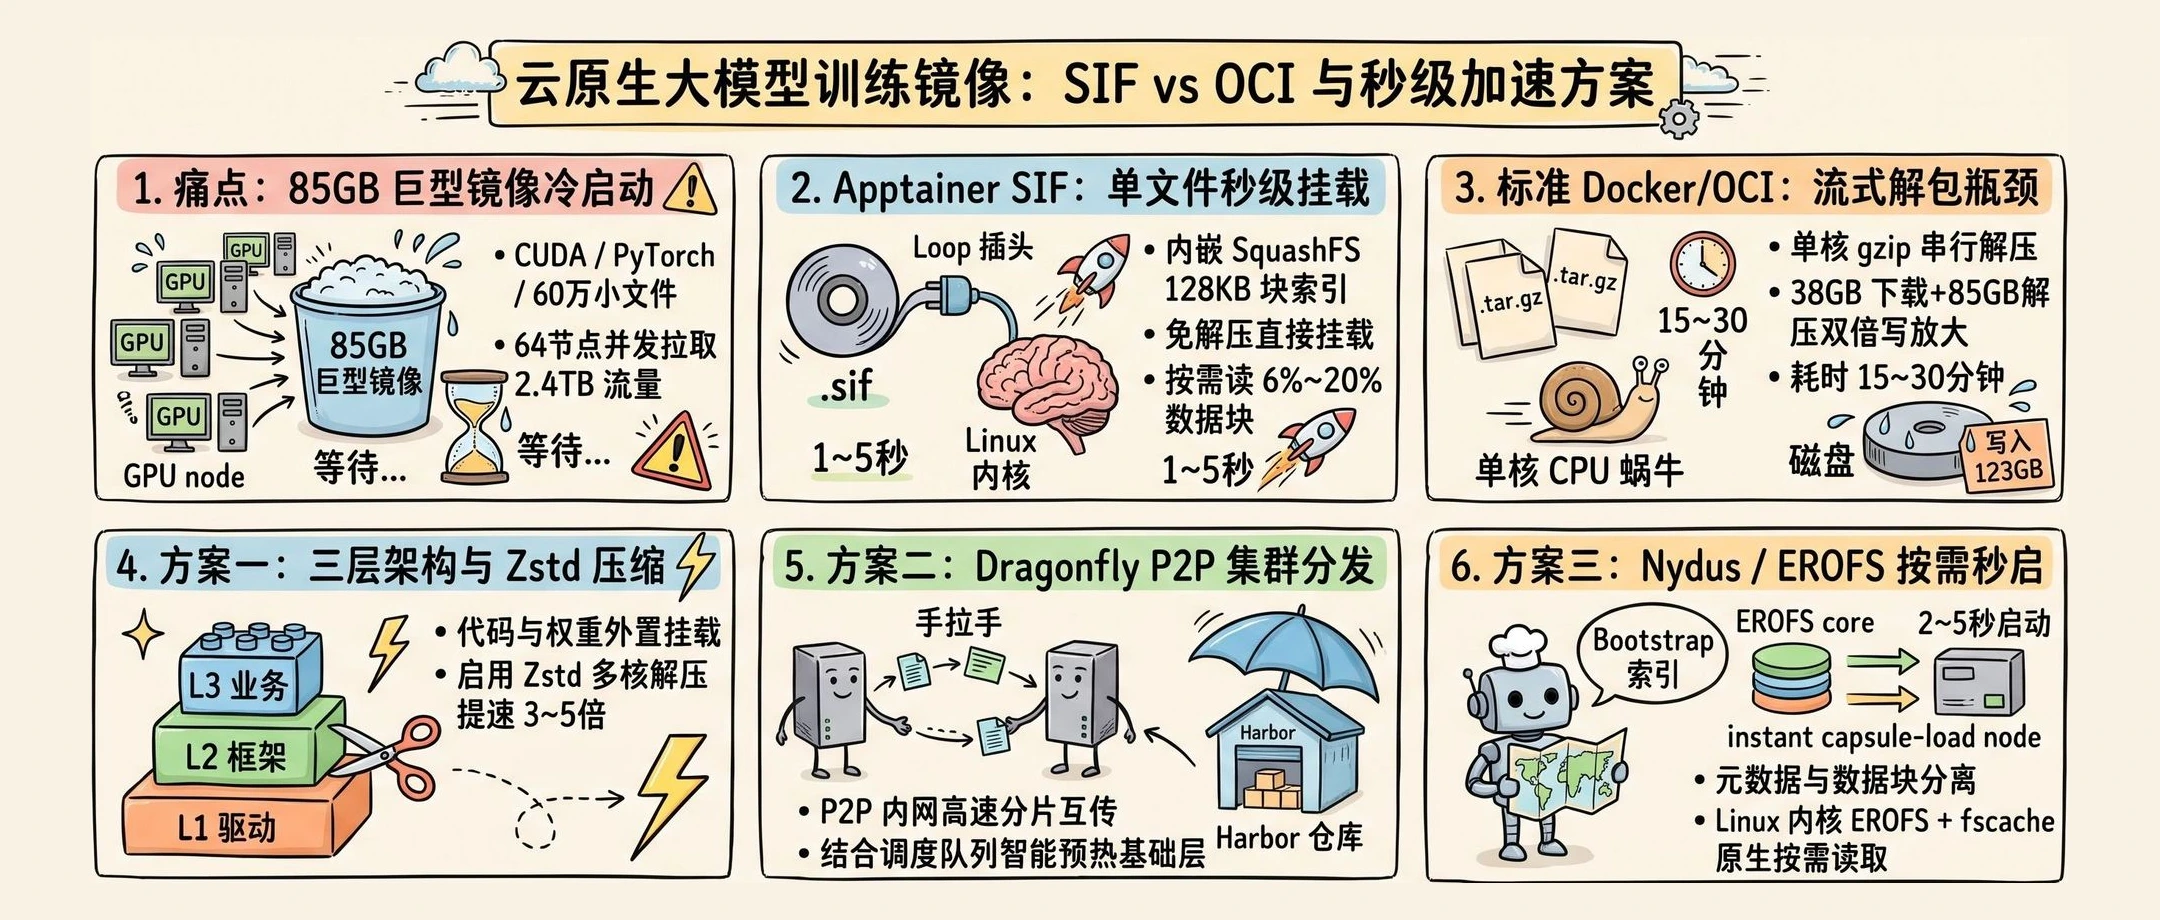 云原生大模型训练镜像：SIF vs OCI 与秒级加速方案
1. 痛点：85GB 巨型镜像冷启动
GPU
GPU
GPU
GPU
GPU node
85GB
巨型镜像
等待...
• CUDA / PyTorch
/ 60万小文件
• 64节点并发拉取
2.4TB 流量
等待...
2. Apptainer SIF：单文件秒级挂载
Loop 插头
.sif
1~5秒
Linux
内核
• 内嵌 SquashFS
128KB 块索引
• 免解压直接挂载
• 按需读 6%~20%
数据块
1~5秒
3. 标准 Docker/OCI：流式解包瓶颈
.tar.gz
.tar.gz
15~30
分
钟
单核 CPU 蜗牛
• 单核 gzip 串行解压
• 38GB 下载+85GB解
压双倍写放大
• 耗时 15~30分钟
磁盘
写入
123GB
4. 方案一：三层架构与 Zstd 压缩
L3 业务
L2 框架
L1 驱动
• 代码与权重外置挂载
• 启用 Zstd 多核解压
提速 3~5倍
5. 方案二：Dragonfly P2P 集群分发
手拉手
Harbor
Harbor 仓库
• P2P 内网高速分片互传
• 结合调度队列智能预热基础层
6. 方案三：Nydus / EROFS 按需秒启
Bootstrap
索引
EROFS core
2~5秒启动
instant capsule-load node
• 元数据与数据块分离
• Linux 内核 EROFS + fscache
原生按需读取